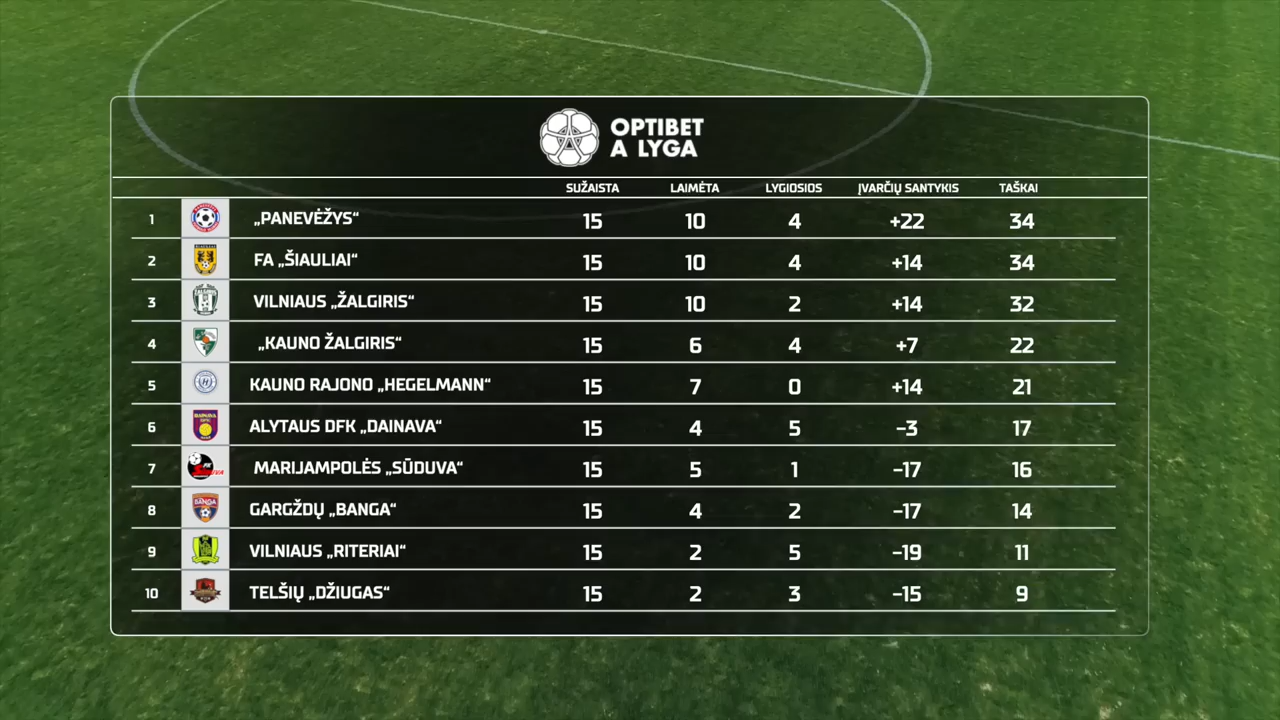 OPTIBET
A LYGA
SUŽAISTA LAIMĖTA LYGIOSIOS ĮVARČIŲ SANTYKIS TAŠKAI
1 „PANEVĖŽYS“ 15 10 4 +22 34
2 FA „ŠIAULIAI“ 15 10 4 +14 34
3 VILNIAUS „ŽALGIRIS“ 15 10 2 +14 32
4 „KAUNO ŽALGIRIS“ 15 6 4 +7 22
5 KAUNO RAJONO „HEGELMANN“ 15 7 0 +14 21
6 ALYTAUS DFK „DAINAVA“ 15 4 5 −3 17
7 MARIJAMPOLĖS „SŪDUVA“ 15 5 1 −17 16
8 GARGŽDŲ „BANGA“ 15 4 2 −17 14
9 VILNIAUS „RITERIAI“ 15 2 5 −19 11
10 TELŠIŲ „DŽIUGAS“ 15 2 3 −15 9